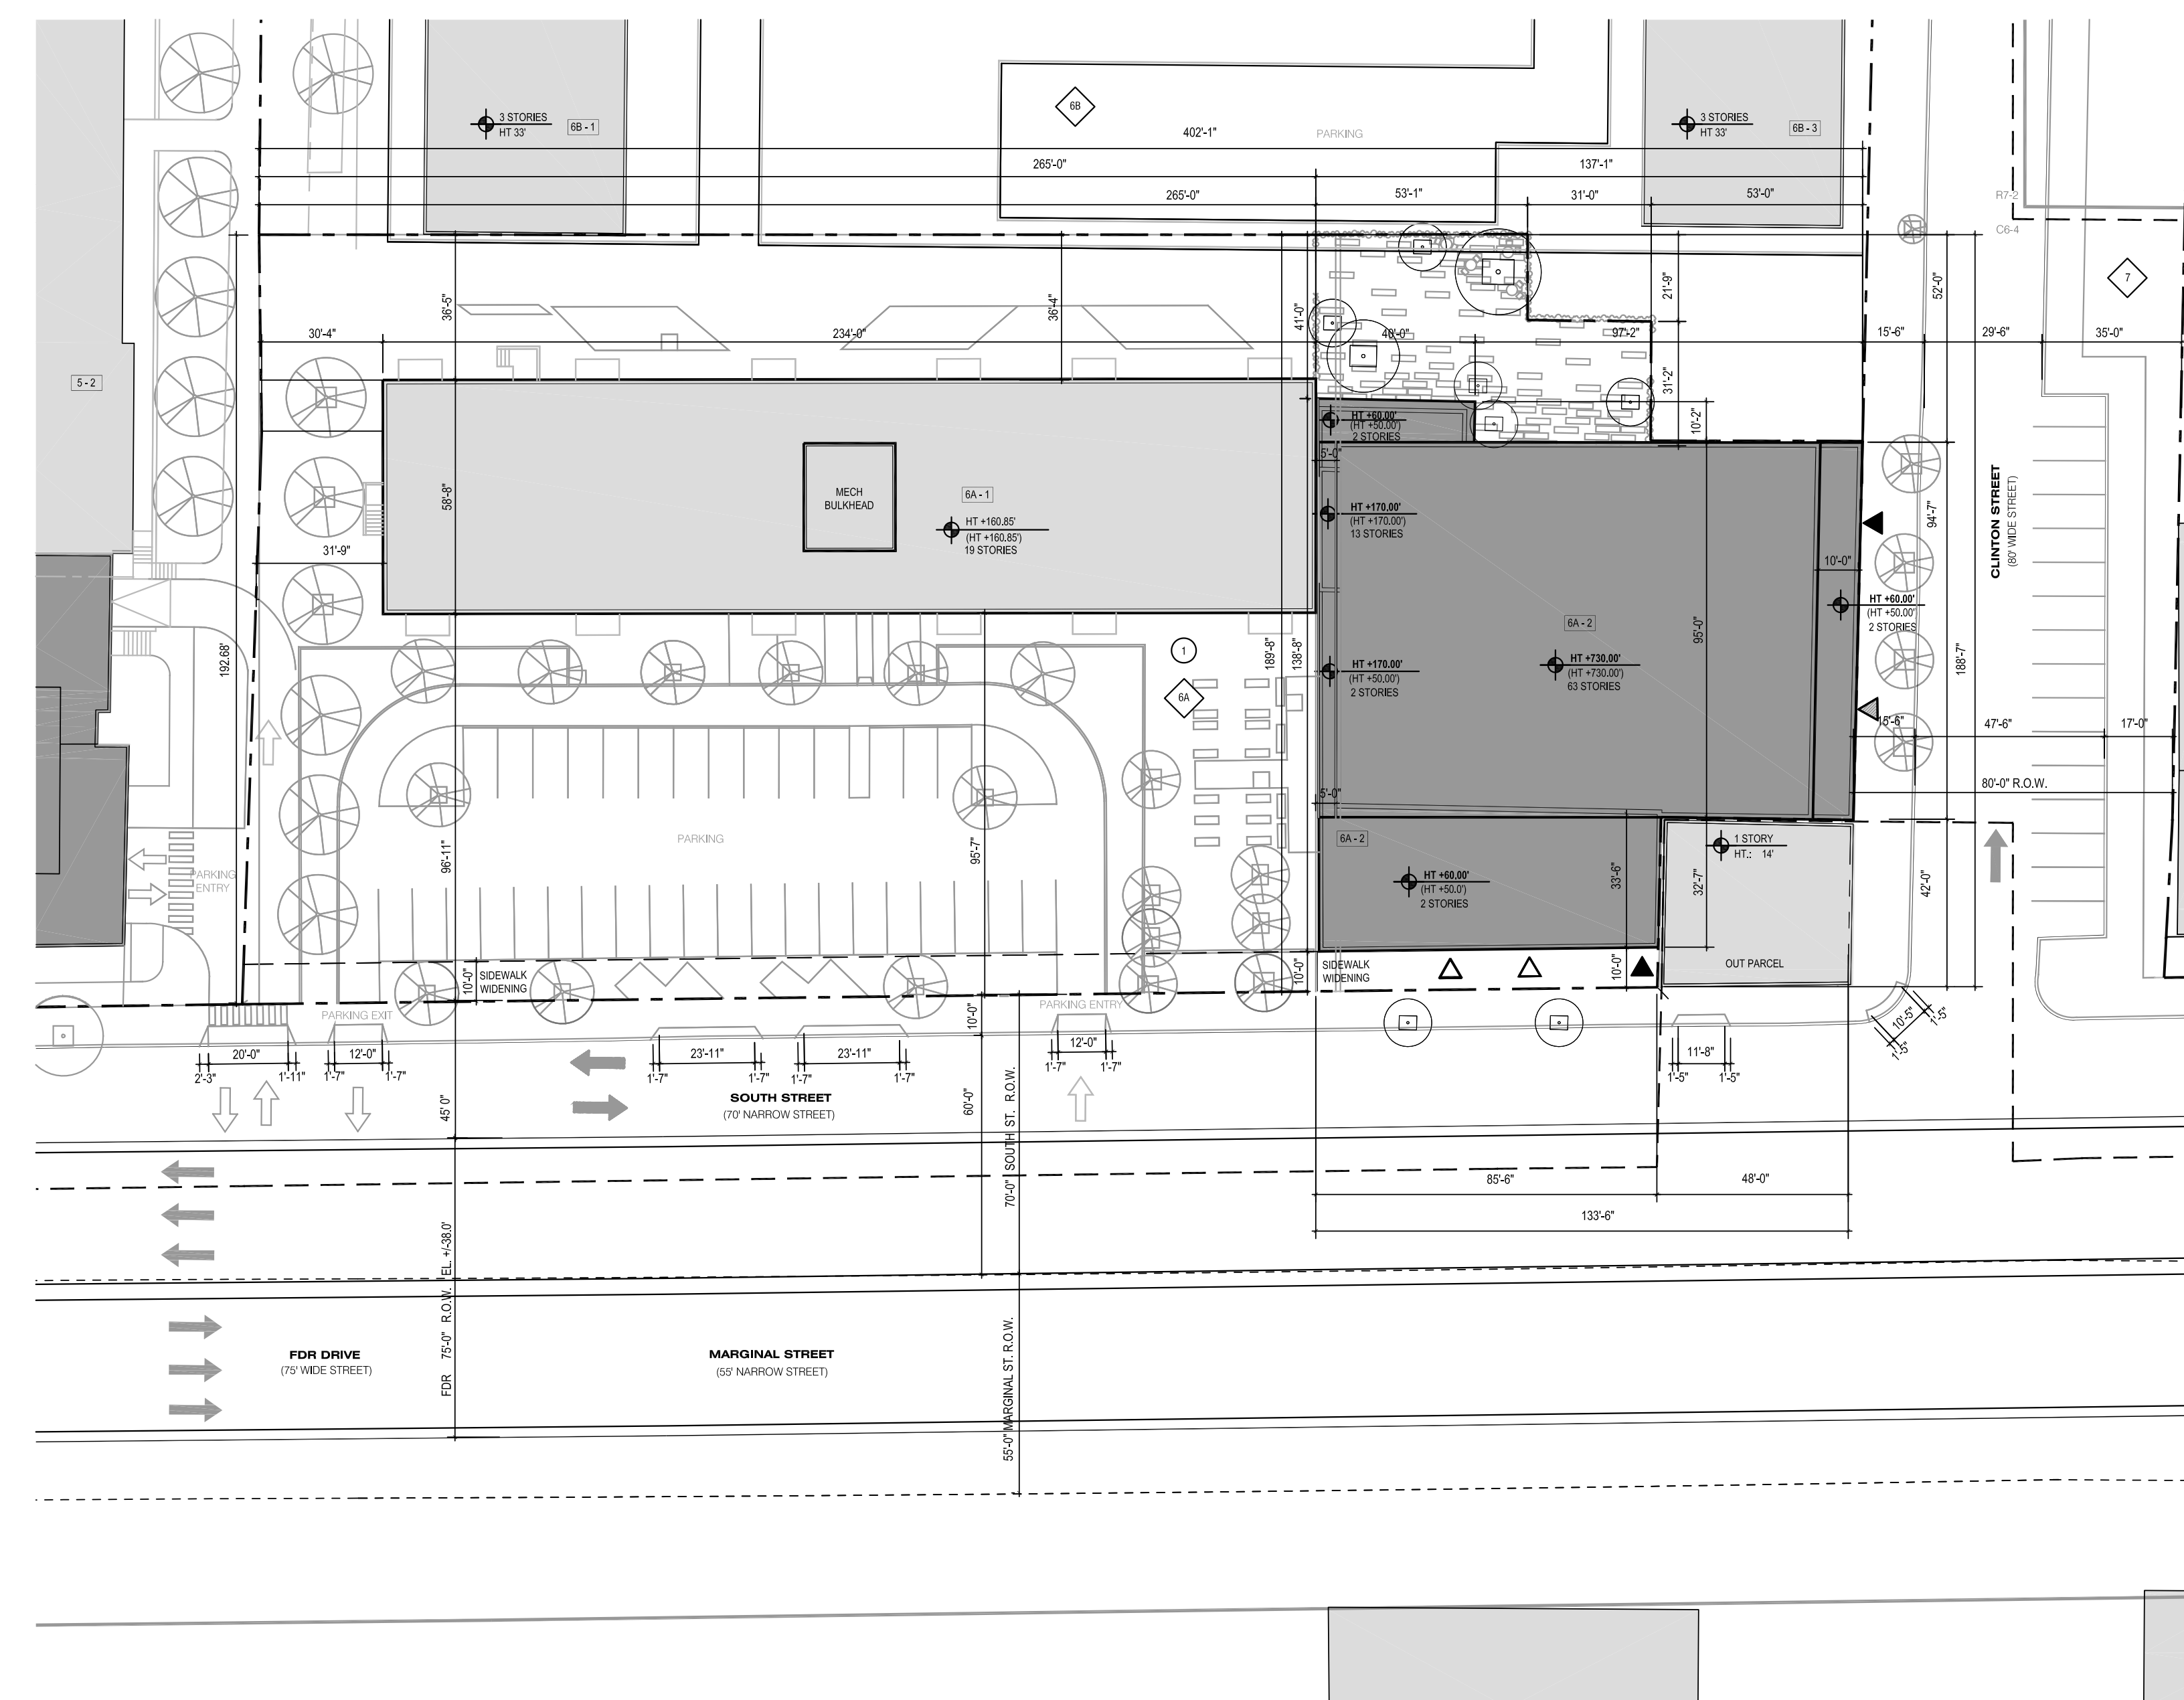 3 STORIES
HT 33'
6B - 1
6B
402'-1"
PARKING
3 STORIES
HT 33'
6B - 3
265'-0"
137'-1"
265'-0"
53'-1"
31'-0"
53'-0"
R7-2
C6-4
7
36'-5"
36'-4"
41'-0"
21'-9"
52'-0"
30'-4"
234'-0"
40'-0"
97'-2"
15'-6"
29'-6"
35'-0"
5 - 2
31'-2"
10'-2"
HT +60.00'
(HT +50.00')
2 STORIES
5'-0"
MECH
BULKHEAD
6A - 1
HT +160.85'
(HT +160.85')
19 STORIES
58'-8"
31'-9"
HT +170.00'
(HT +170.00')
13 STORIES
94'-7"
CLINTON STREET
(80' WIDE STREET)
10'-0"
HT +60.00'
(HT +50.00'
2 STORIES
6A - 2
95'-0"
192.68'
1
6A
189'-8"
138'-8"
HT +170.00'
(HT +50.00')
2 STORIES
HT +730.00'
(HT +730.00')
63 STORIES
188'-7"
15'-6"
47'-6"
17'-0"
80'-0" R.O.W.
5'-0"
PARKING
6A - 2
1 STORY
HT.: 14'
96'-11"
95'-7"
PARKING
ENTRY
HT +60.00'
(HT +50.0')
2 STORIES
33'-6"
32'-7"
42'-0"
10'-0"
SIDEWALK
WIDENING
10'-0"
SIDEWALK
WIDENING
10'-0"
OUT PARCEL
PARKING EXIT
PARKING ENTRY
10'-0"
10'-5"
1'-5"
1'-5"
20'-0"
2'-3"
1'-11"
12'-0"
1'-7"
1'-7"
23'-11"
1'-7"
1'-7"
23'-11"
1'-7"
1'-7"
12'-0"
1'-7"
1'-7"
11'-8"
1'-5"
1'-5"
SOUTH STREET
(70' NARROW STREET)
45' 0"
60'-0"
70'-0" SOUTH ST. R.O.W.
85'-6"
48'-0"
133'-6"
FDR 75'-0" R.O.W. EL. +/-38.0'
55'-0" MARGINAL ST. R.O.W.
FDR DRIVE
(75' WIDE STREET)
MARGINAL STREET
(55' NARROW STREET)